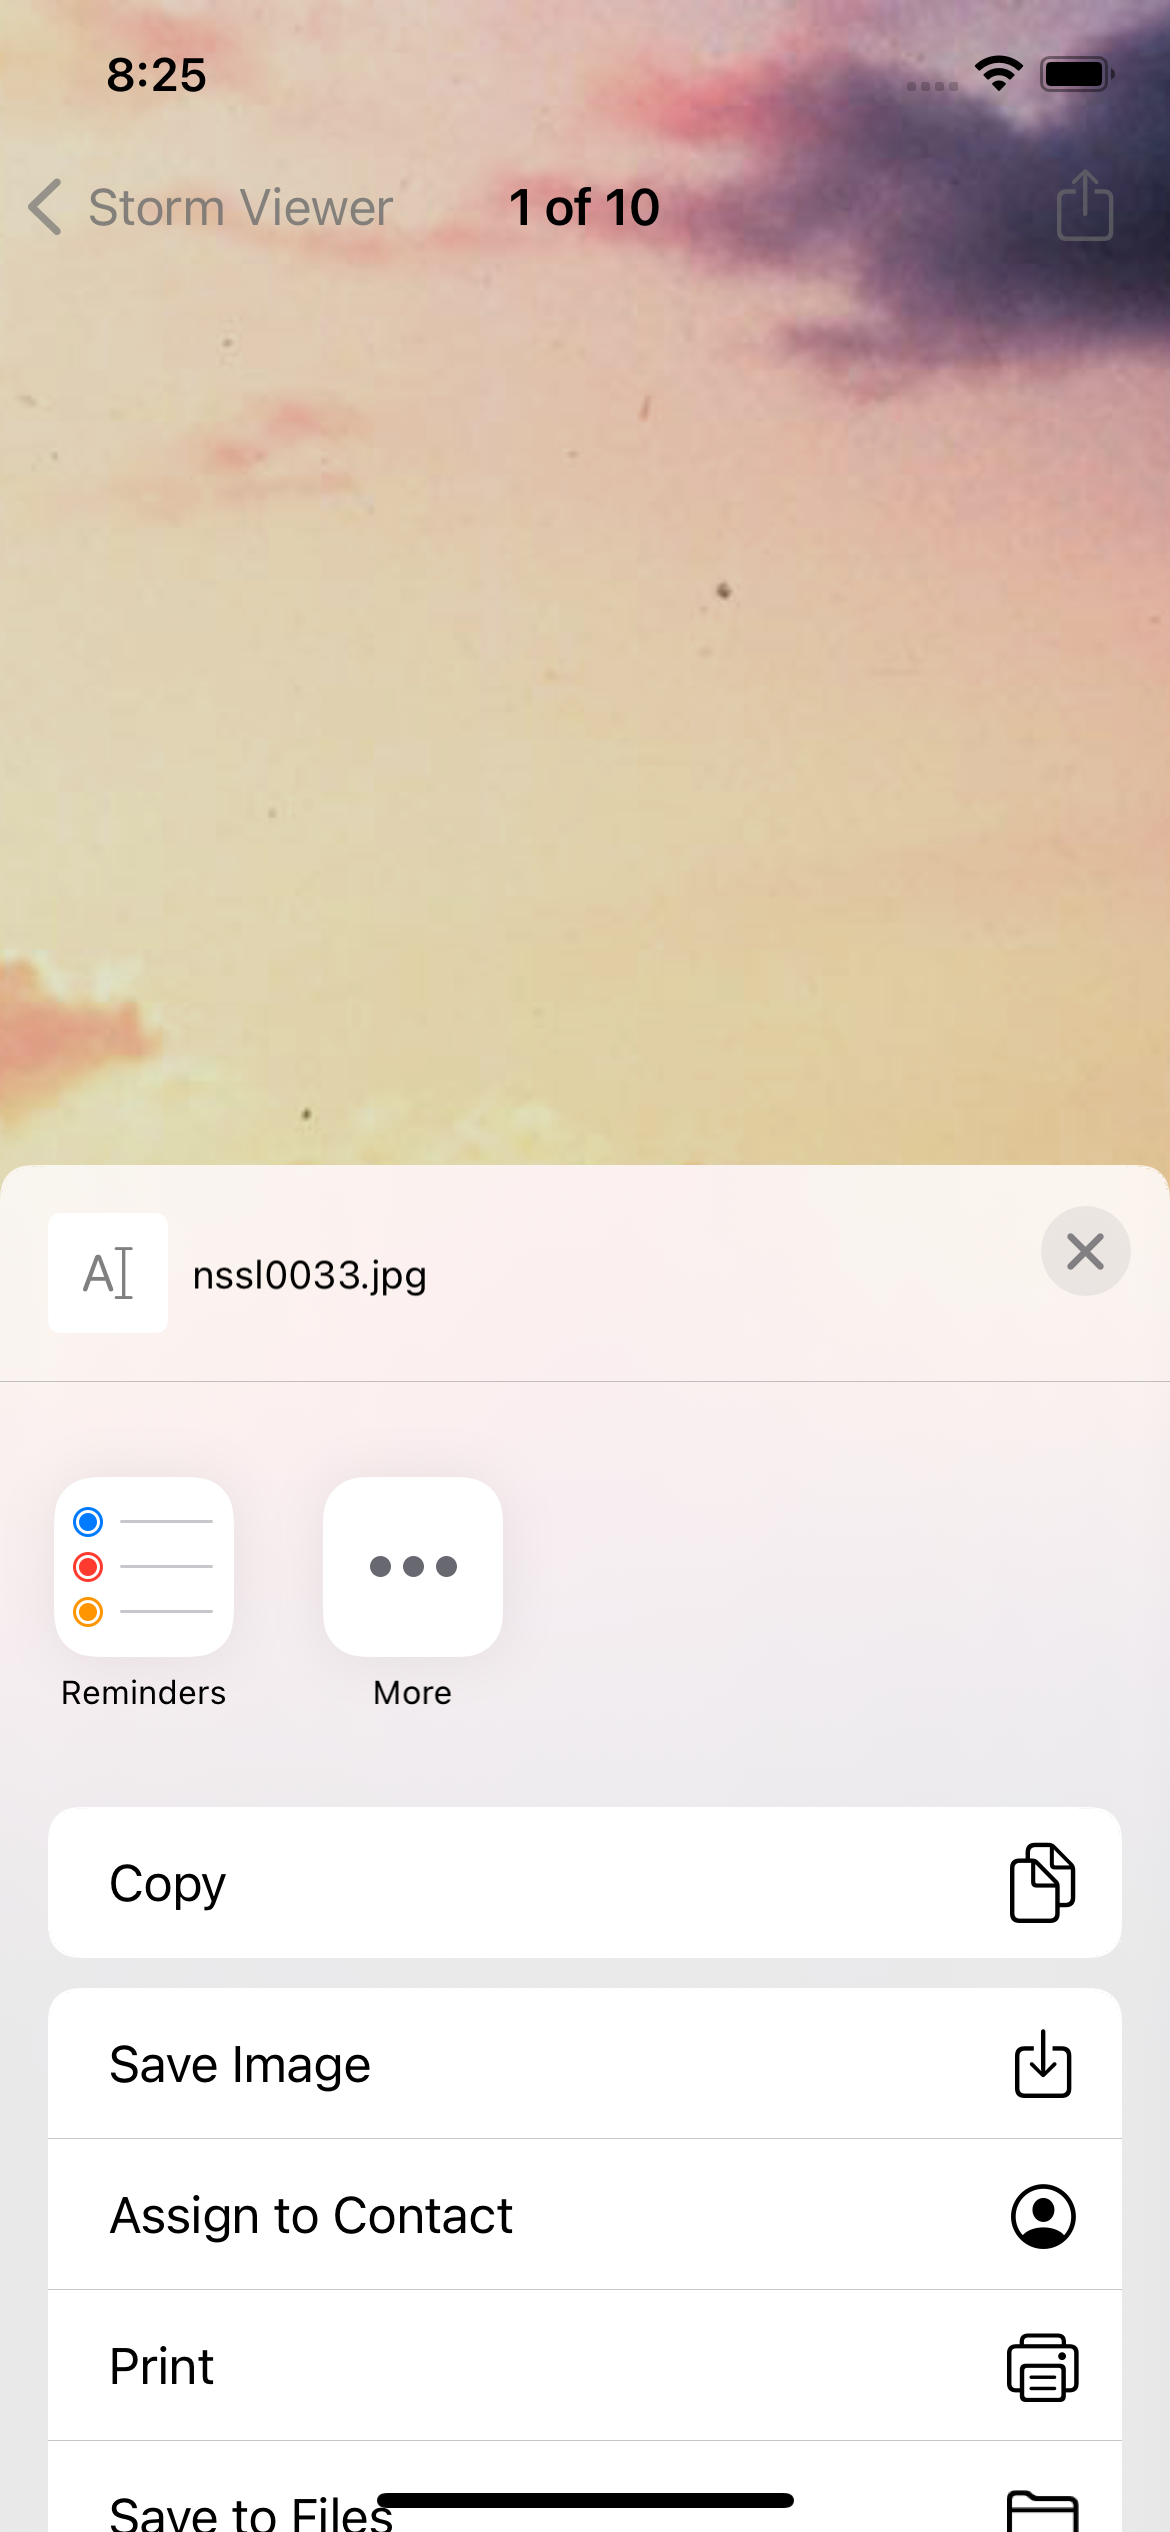 8:25
Storm Viewer
1 of 10
AI
nssl0033.jpg
Reminders
More
Copy
Save Image
Assign to Contact
Print
Save to Files